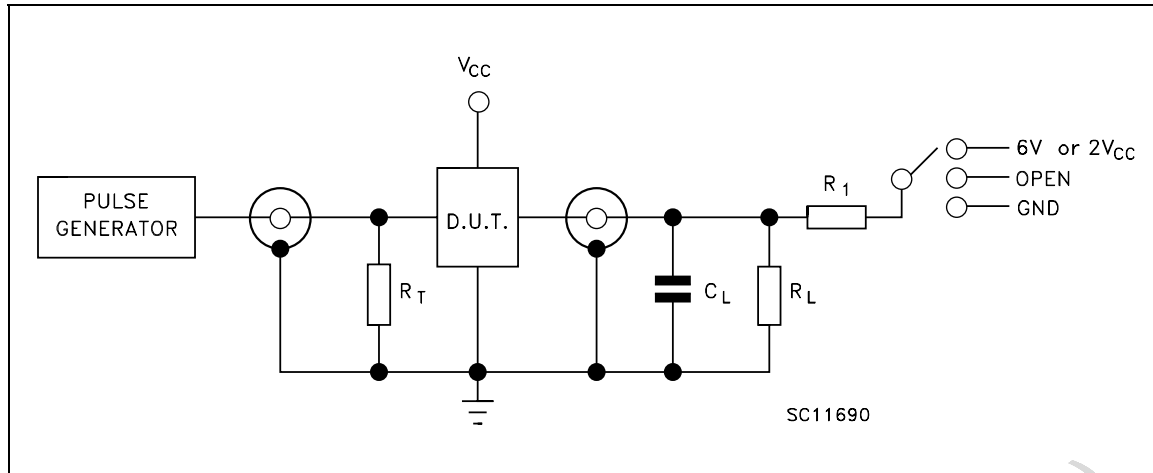 VCC
PULSE
GENERATOR
D.U.T.
RT
CL
RL
R1
6V or 2VCC
OPEN
GND
SC11690